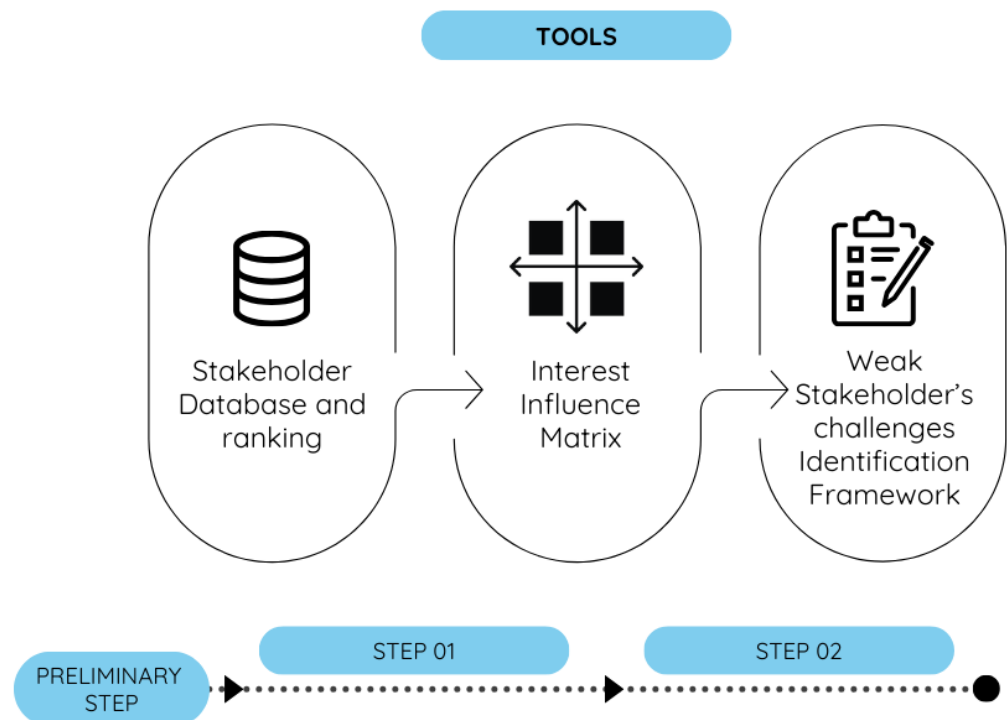 TOOLS
Stakeholder
Database and
ranking
Interest
Influence
Matrix
Weak
Stakeholder’s
challenges
Identification
Framework
STEP 01
STEP 02
PRELIMINARY
STEP